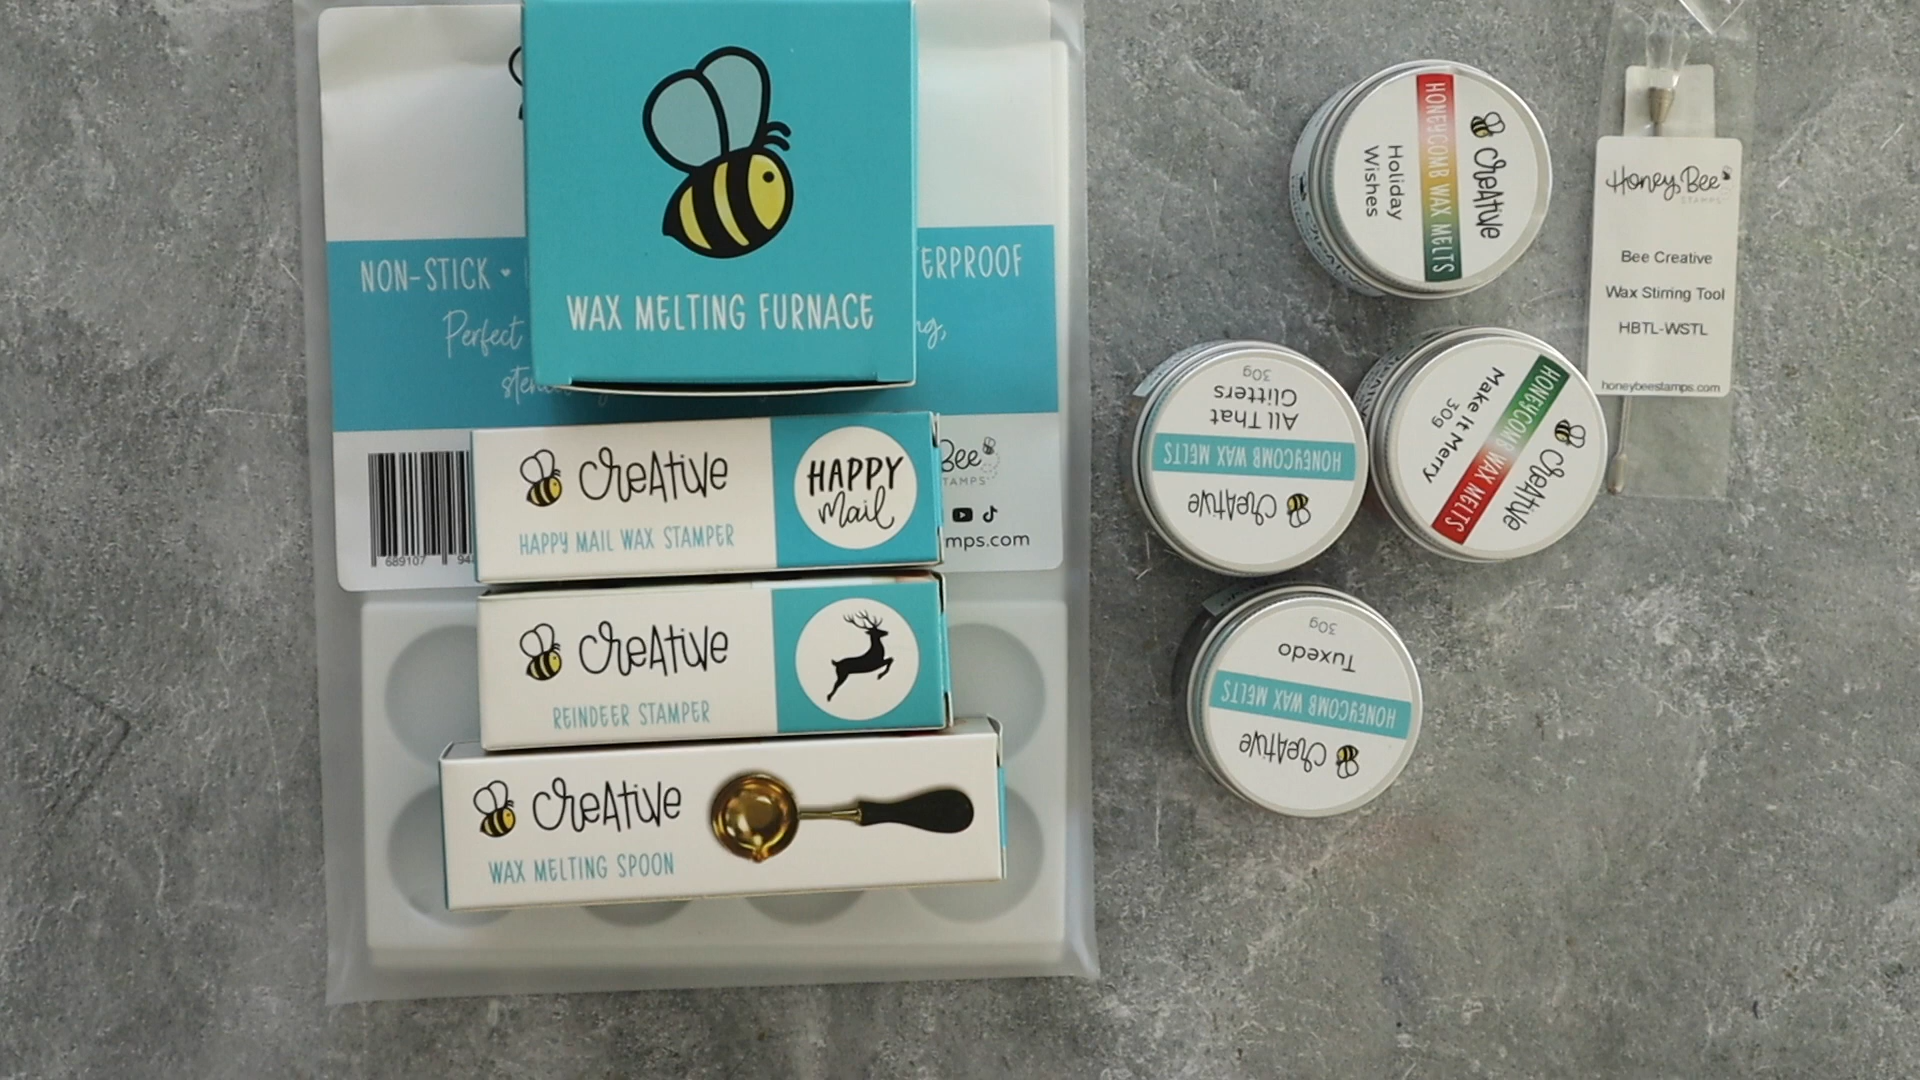 NON-STICK •
ERPROOF
Perfect
WAX MELTING FURNACE
creative
HAPPY MAIL WAX STAMPER
HAPPY
mail
Bee
TAMPS
mps.com
689107
creative
REINDEER STAMPER
creative
WAX MELTING SPOON
creative
HONEYCOMB WAX MELTS
Holiday
Wishes
creative
HONEYCOMB WAX MELTS
All That
Glitters
30g
creative
HONEYCOMB WAX MELTS
Make It Merry
30g
creative
HONEYCOMB WAX MELTS
Tuxedo
30g
Honey Bee
STAMPS
Bee Creative
Wax Stirring Tool
HBTL-WSTL
honeybeestamps.com